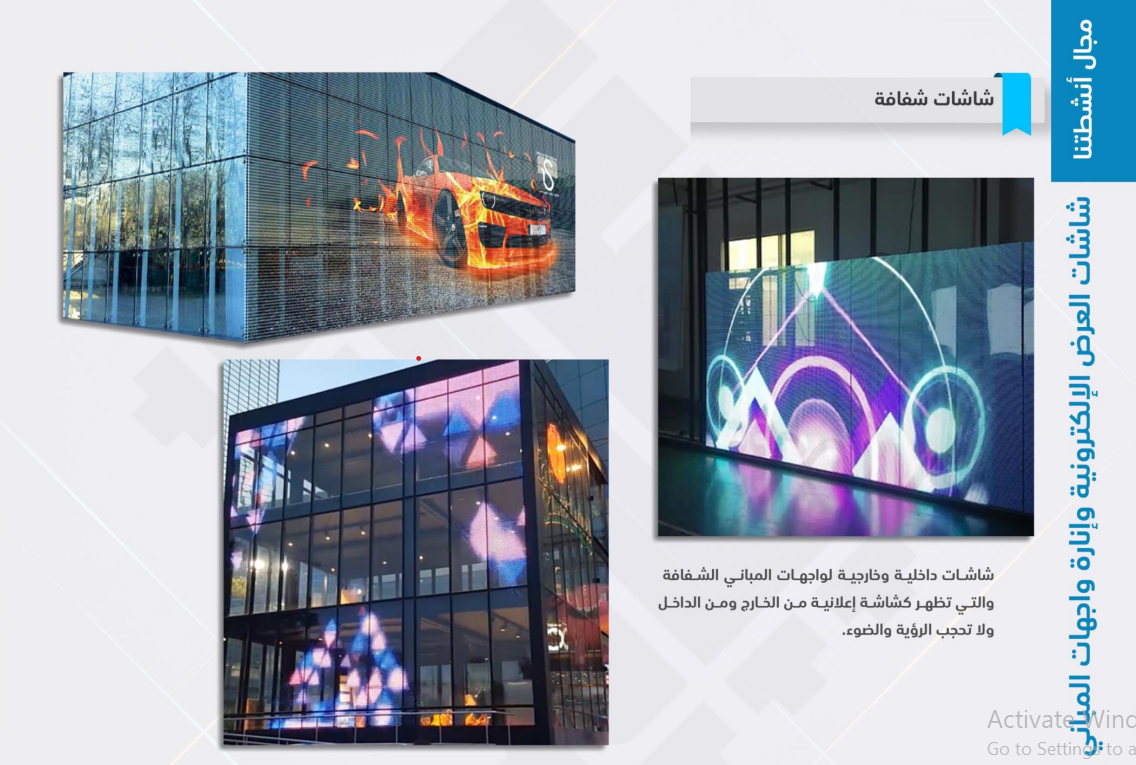 مجال أنشطتنا
شاشات العرض الإلكترونية وإنارة واجهات المباني
شاشات شفافة
شاشات داخلية وخارجية لواجهات المباني الشفافة
والتي تظهر كشاشة إعلانية من الخارج ومن الداخل
ولا تحجب الرؤية والضوء.
Activate Wind
Go to Settings to a